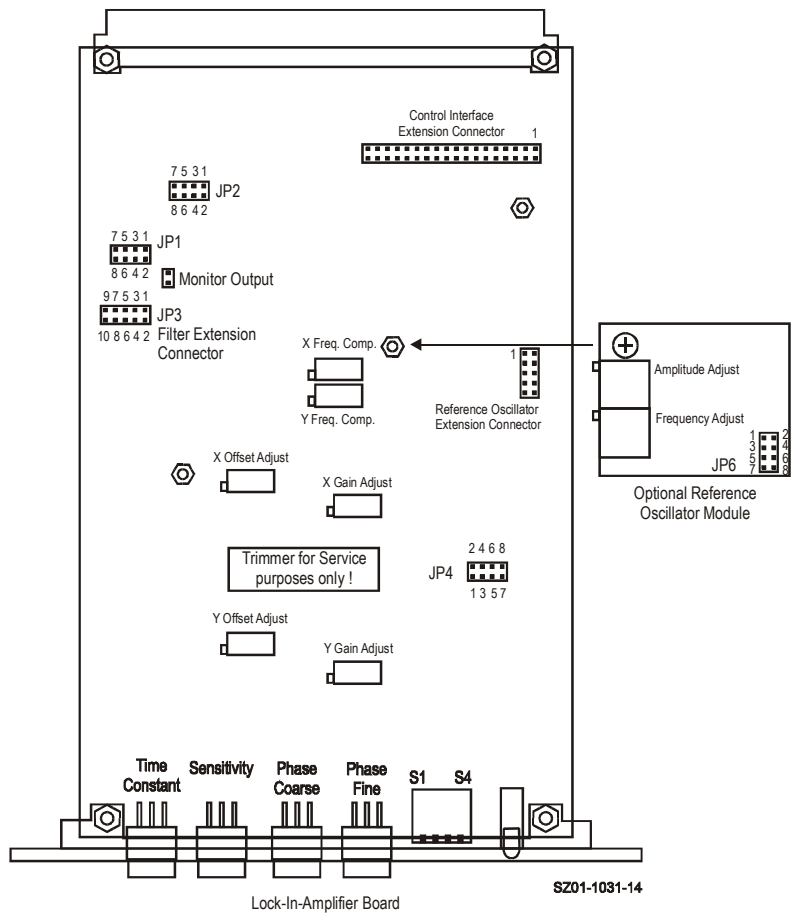 Control Interface
Extension Connector
1
7 5 3 1
JP2
8 6 4 2
7 5 3 1
JP1
8 6 4 2
Monitor Output
9 7 5 3 1
JP3
10 8 6 4 2
Filter Extension
Connector
X Freq. Comp.
Y Freq. Comp.
1
Reference Oscillator
Extension Connector
Amplitude Adjust
Frequency Adjust
1 2
3 4
5 6
7 8
JP6
Optional Reference
Oscillator Module
X Offset Adjust
X Gain Adjust
Trimmer for Service
purposes only !
2 4 6 8
JP4
1 3 5 7
Y Offset Adjust
Y Gain Adjust
Time
Constant
Sensitivity
Phase
Coarse
Phase
Fine
S1 S4
SZ01-1031-14
Lock-In-Amplifier Board